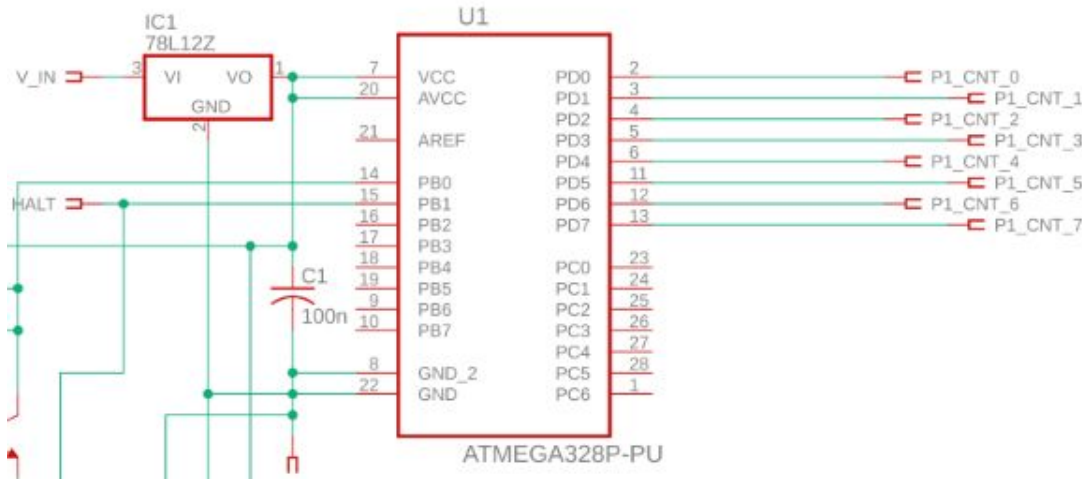 U1
IC1
78L12Z
V_IN 3 VI VO 1 7 VCC PD0 2 P1_CNT_0
20 AVCC PD1 3 P1_CNT_1
GND PD2 4 P1_CNT_2
2 21 AREF PD3 5 P1_CNT_3
PD4 6 P1_CNT_4
14 PB0 PD5 11 P1_CNT_5
HALT 15 PB1 PD6 12 P1_CNT_6
16 PB2 PD7 13 P1_CNT_7
17 PB3
18 PB4 PC0 23
C1 19 PB5 PC1 24
100n 9 PB6 PC2 25
10 PB7 PC3 26
PC4 27
8 GND_2 PC5 28
22 GND PC6 1
ATMEGA328P-PU